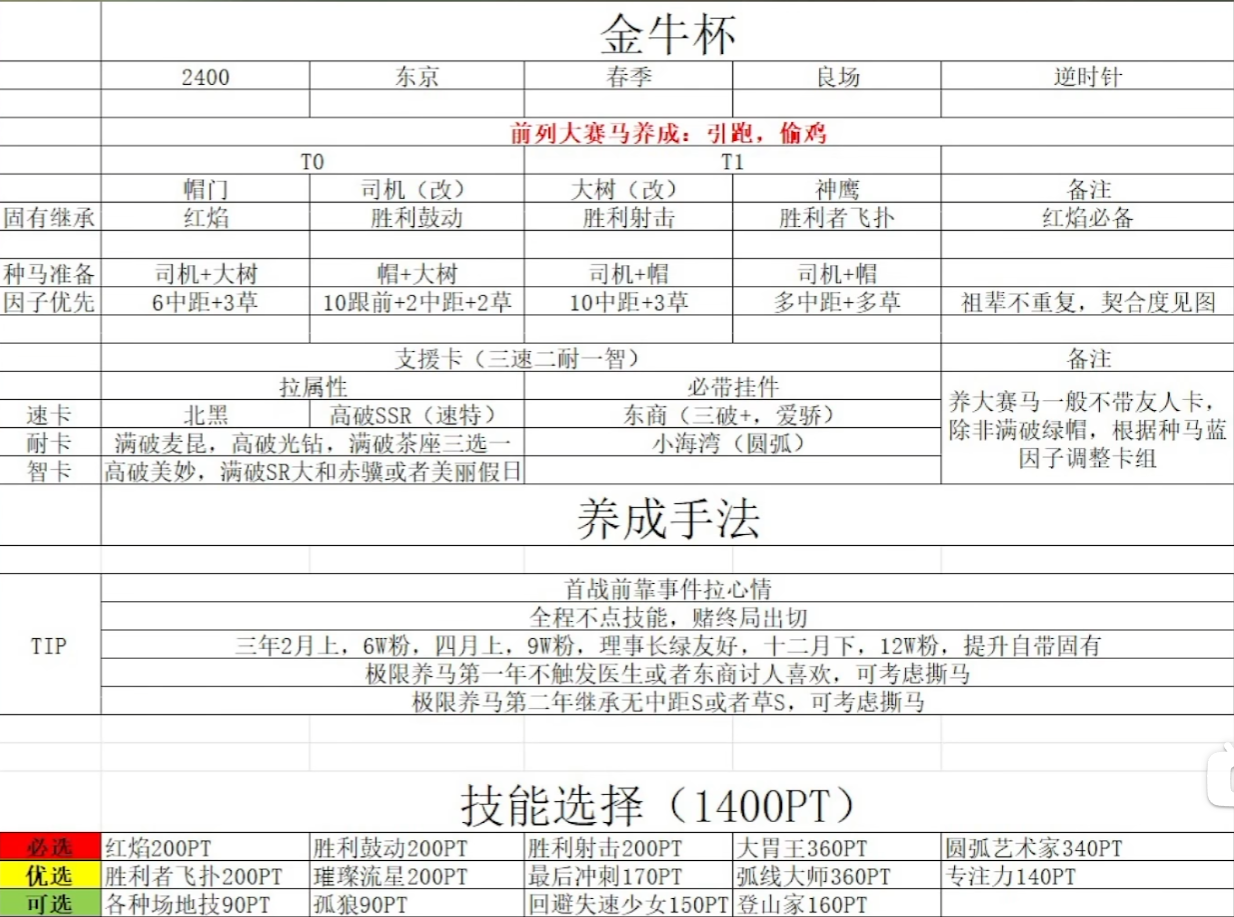 金牛杯
2400 东京 春季 良场 逆时针
前列大赛马养成：引跑，偷鸡
T0 T1
帽门 司机（改） 大树（改） 神鹰 备注
固有继承 红焰 胜利鼓动 胜利射击 胜利者飞扑 红焰必备
种马准备 司机+大树 帽+大树 司机+帽 司机+帽
因子优先 6中距+3草 10跟前+2中距+2草 10中距+3草 多中距+多草 祖辈不重复，契合度见图
支援卡（三速二耐一智） 备注
拉属性 必带挂件
速卡 北黑 高破SSR（速特） 东商（三破+，爱骄）
耐卡 满破麦昆，高破光钻，满破茶座三选一 小海湾（圆弧）
智卡 高破美妙，满破SR大和赤骥或者美丽假日
养大赛马一般不带友人卡，
除非满破绿帽，根据种马蓝
因子调整卡组
养成手法
TIP
首战前靠事件拉心情
全程不点技能，赌终局出切
三年2月上，6W粉，四月上，9W粉，理事长绿友好，十二月下，12W粉，提升自带固有
极限养马第一年不触发医生或者东商讨人喜欢，可考虑撕马
极限养马第二年继承无中距S或者草S，可考虑撕马
技能选择（1400PT）
必选 红焰200PT 胜利鼓动200PT 胜利射击200PT 大胃王360PT 圆弧艺术家340PT
优选 胜利者飞扑200PT 璀璨流星200PT 最后冲刺170PT 弧线大师360PT 专注力140PT
可选 各种场地技90PT 孤狼90PT 回避失速少女150PT 登山家160PT